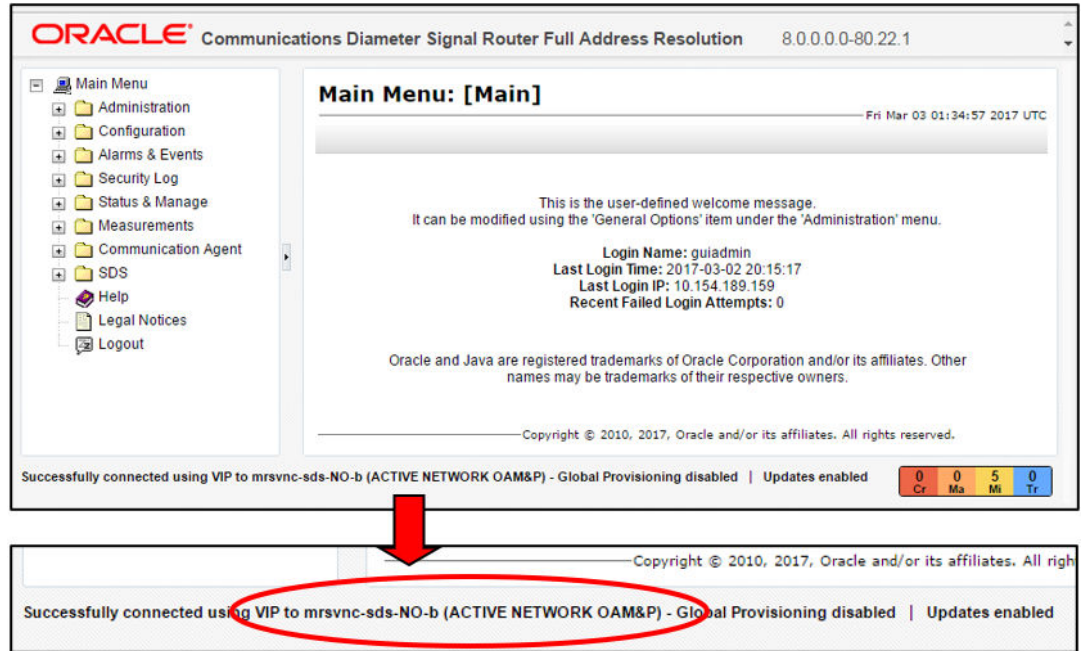 ORACLE® Communications Diameter Signal Router Full Address Resolution 8.0.0.0.0-80.22.1
Main Menu
Administration
Configuration
Alarms & Events
Security Log
Status & Manage
Measurements
Communication Agent
SDS
Help
Legal Notices
Logout
Main Menu: [Main]
Fri Mar 03 01:34:57 2017 UTC
This is the user-defined welcome message.
It can be modified using the 'General Options' item under the 'Administration' menu.
Login Name: guiadmin
Last Login Time: 2017-03-02 20:15:17
Last Login IP: 10.154.189.159
Recent Failed Login Attempts: 0
Oracle and Java are registered trademarks of Oracle Corporation and/or its affiliates. Other
names may be trademarks of their respective owners.
Copyright © 2010, 2017, Oracle and/or its affiliates. All rights reserved.
Successfully connected using VIP to mrsvnc-sds-NO-b (ACTIVE NETWORK OAM&P) - Global Provisioning disabled | Updates enabled
0 0 5 0
Cr Ma Mi Tr
Copyright © 2010, 2017, Oracle and/or its affiliates. All righ
Successfully connected using VIP to mrsvnc-sds-NO-b (ACTIVE NETWORK OAM&P) - Global Provisioning disabled | Updates enabled